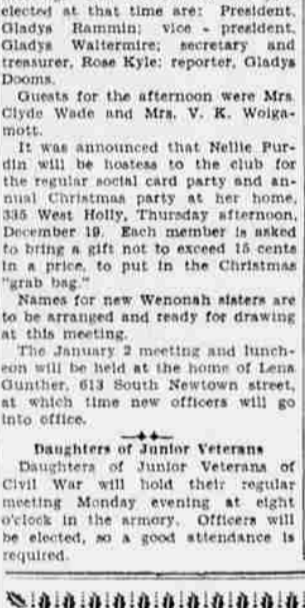 elected at that time are: President,
Gladys Rammin; vice - president,
Gladys Waltermire; secretary and
treasurer, Rose Kyle; reporter, Gladys
Dooms.
Guests for the afternoon were Mrs.
Clyde Wade and Mrs. V. K. Wolga-
mott.
It was announced that Nellie Pur-
din will be hostess to the club for
the regular social card party and an-
nual Christmas party at her home,
335 West Holly, Thursday afternoon,
December 19. Each member is asked
to bring a gift not to exceed 15 cents
in a price, to put in the Christmas
"grab bag."
Names for new Wenonah sisters are
to be arranged and ready for drawing
at this meeting.
The January 2 meeting and lunch-
eon will be held at the home of Lena
Gunther, 613 South Newtown street,
at which time new officers will go
into office.
Daughters of Junior Veterans
Daughters of Junior Veterans of
Civil War will hold their regular
meeting Monday evening at eight
o'clock in the armory. Officers will
be elected, so a good attendance is
required.